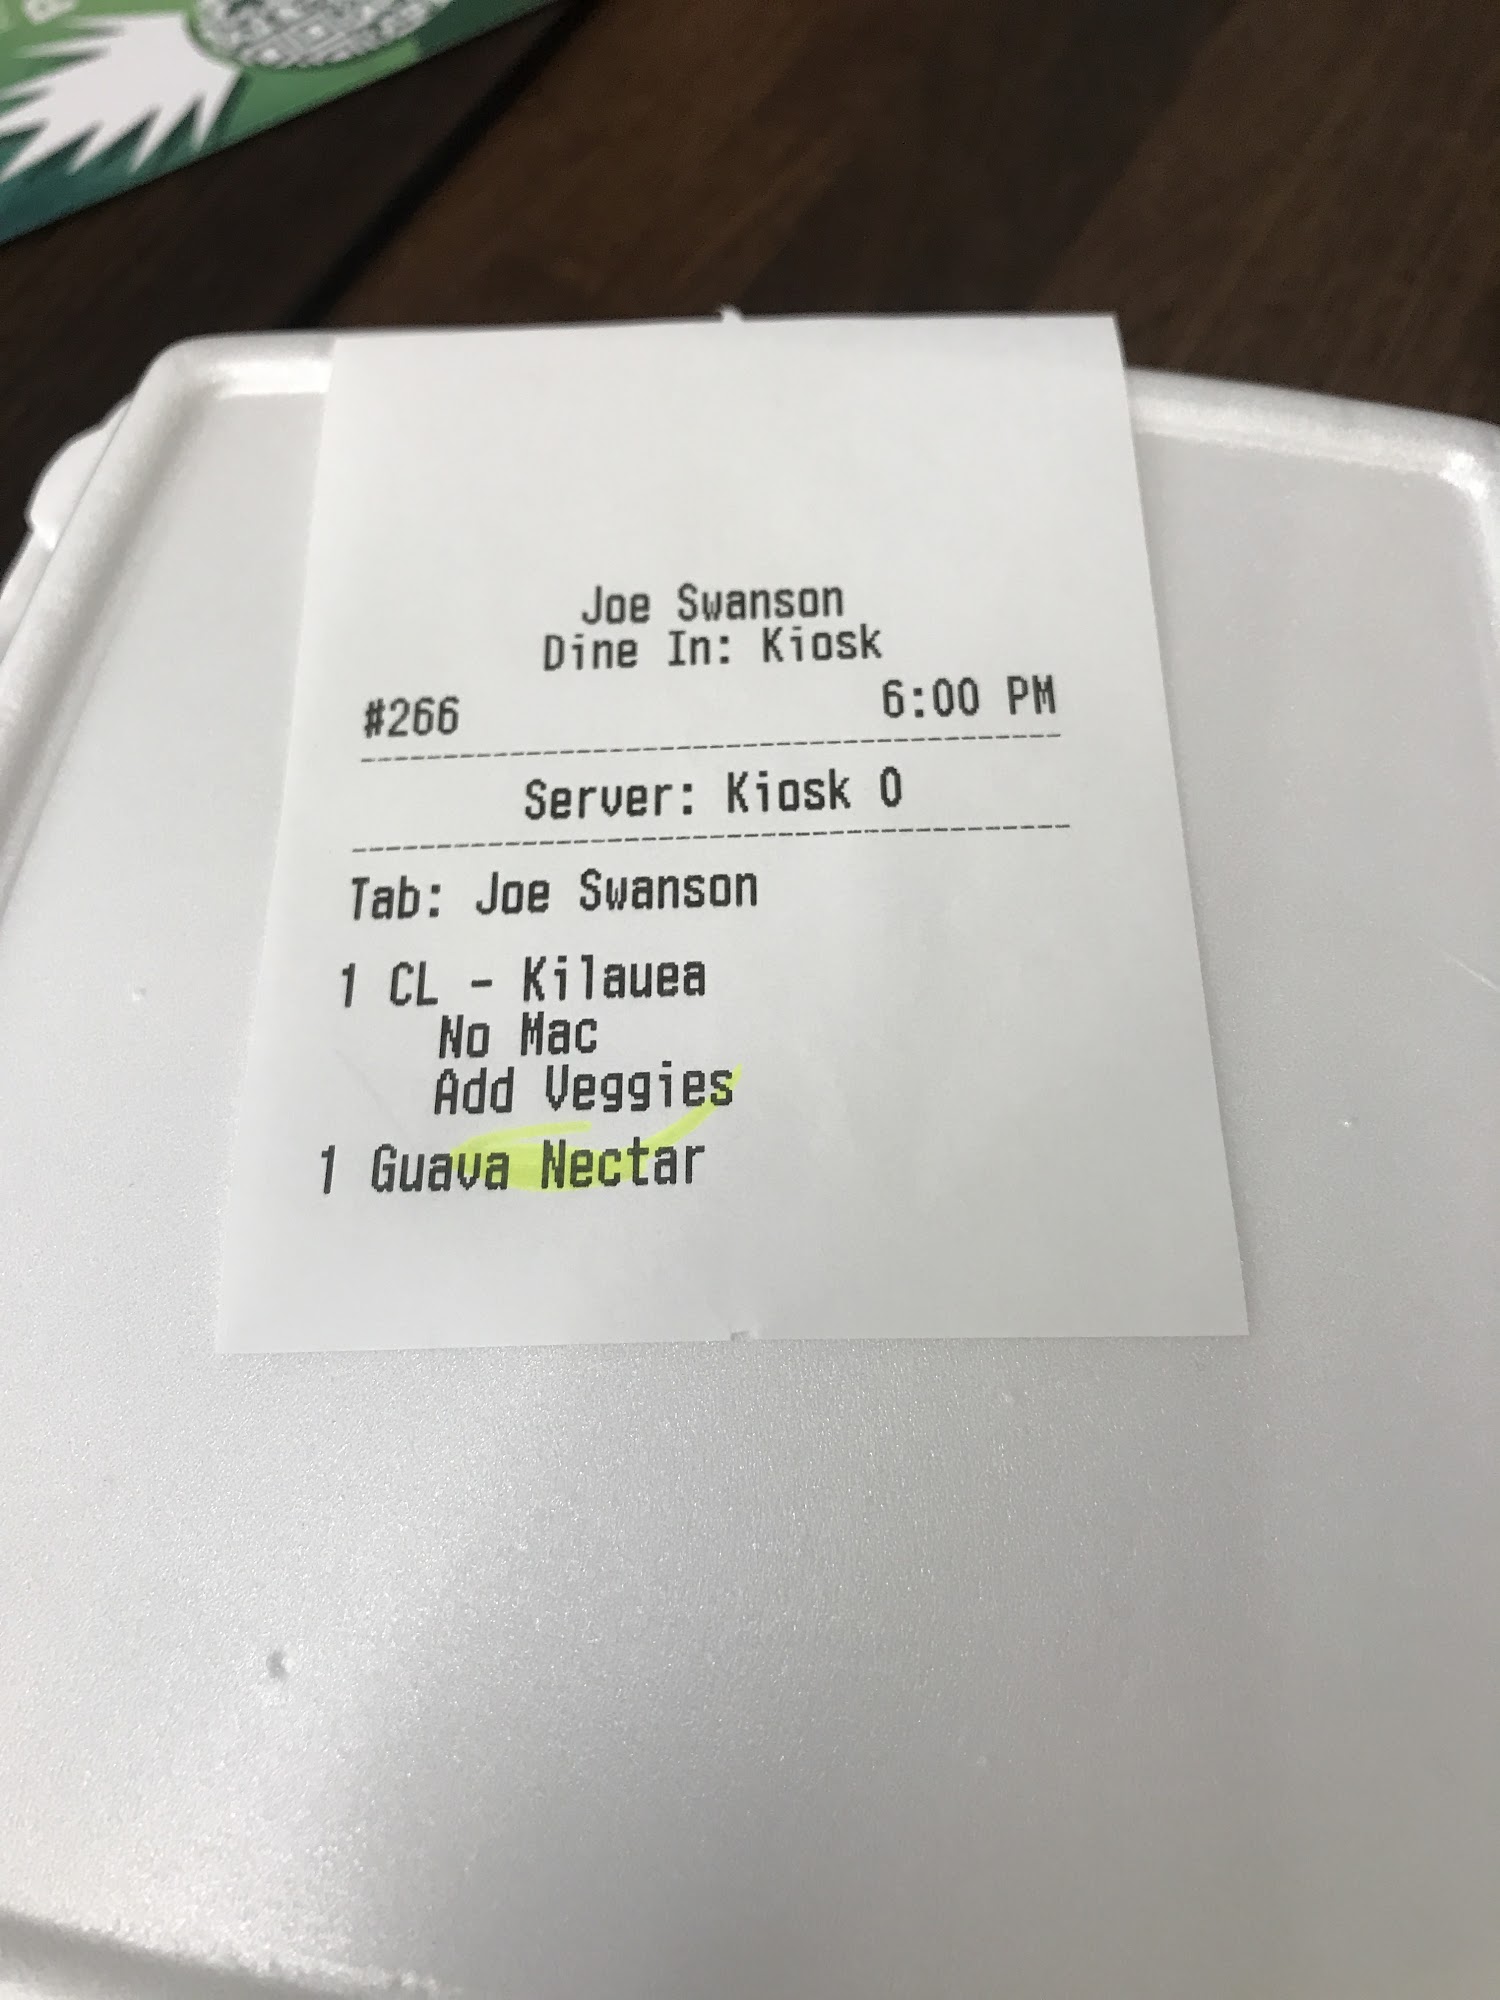 Joe Swanson
Dine In: Kiosk
#266 6:00 PM
Server: Kiosk 0
Tab: Joe Swanson
1 CL - Kilauea
No Mac
Add Veggies
1 Guava Nectar